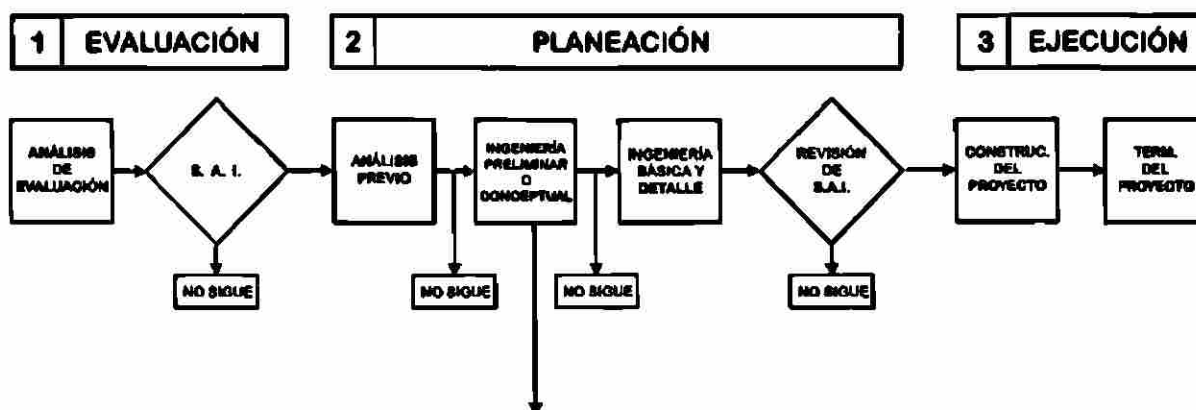 1 EVALUACIÓN
2 PLANEACIÓN
3 EJECUCIÓN
ANÁLISIS
DE
EVALUACIÓN
S. A. I.
ANÁLISIS
PREVIO
INGENIERÍA
PRELIMINAR
O
CONCEPTUAL
INGENIERÍA
BÁSICA Y
DETALLE
REVISIÓN
DE
S.A.I.
CONSTRUC.
DEL
PROYECTO
TERM.
DEL
PROYECTO
NO SIGUE
NO SIGUE
NO SIGUE
NO SIGUE